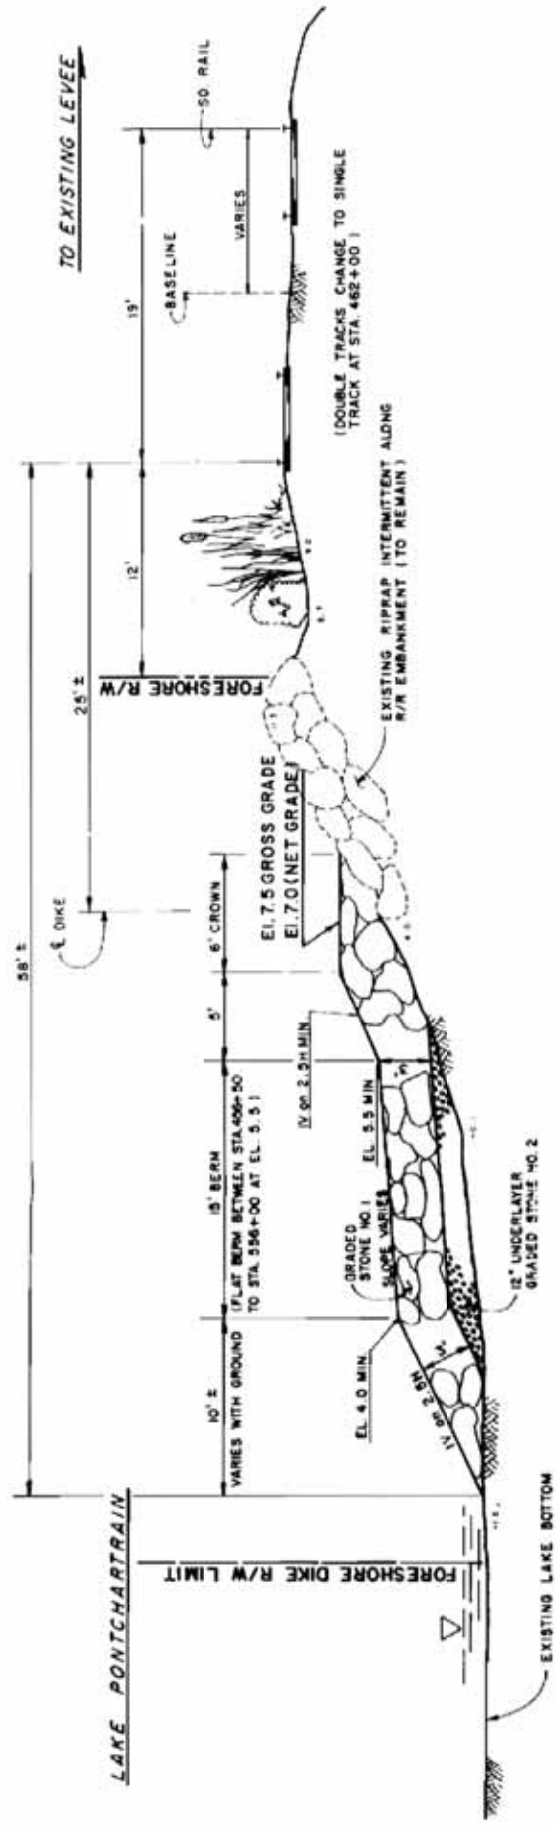 LAKE PONTCHARTRAIN
TO EXISTING LEVEE
58' ±
25' ±
19'
12'
SO. RAIL
VARIES
BASELINE
℄ DIKE
FORESHORE R/W
FORESHORE DIKE R/W LIMIT
10' ±
VARIES WITH GROUND
15' BERM
(FLAT BERM BETWEEN STA.
TO STA. 556+00 AT EL. 5.5)
5'
6' CROWN
El. 7.5 GROSS GRADE
El. 7.0 (NET GRADE)
IV on 2.5H MIN.
EL. 5.5 MIN
EL. 4.0 MIN.
GRADED
STONE NO. 1
SLOPE VARIES
IV on 2.5H
12" UNDERLAYER
GRADED STONE NO. 2
EXISTING LAKE BOTTOM
EXISTING RIPRAP INTERMITTENT ALONG
R/R EMBANKMENT (TO REMAIN)
(DOUBLE TRACKS CHANGE TO SINGLE
TRACK AT STA. 462+00)